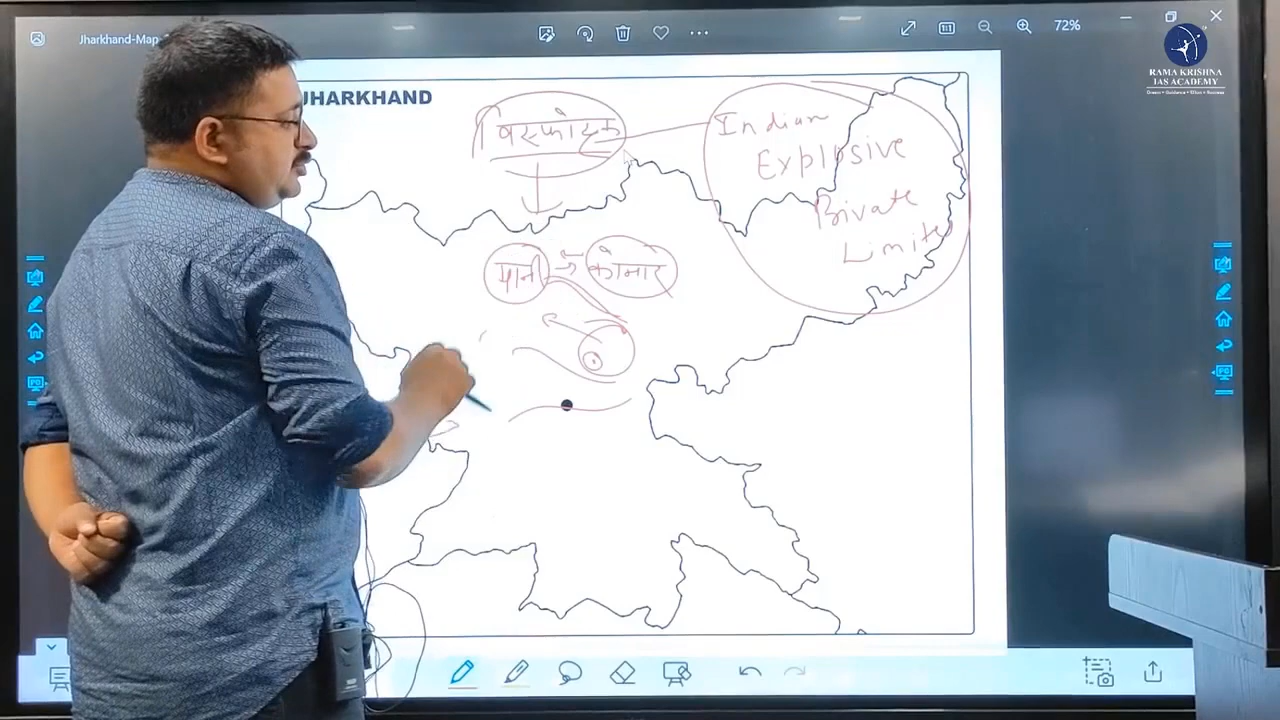 Jharkhand-Map-
72%
RAMA KRISHNA
IAS ACADEMY
JHARKHAND
विस्फोटक
Indian
Explosive
Private
Limited
पानी
कोनार